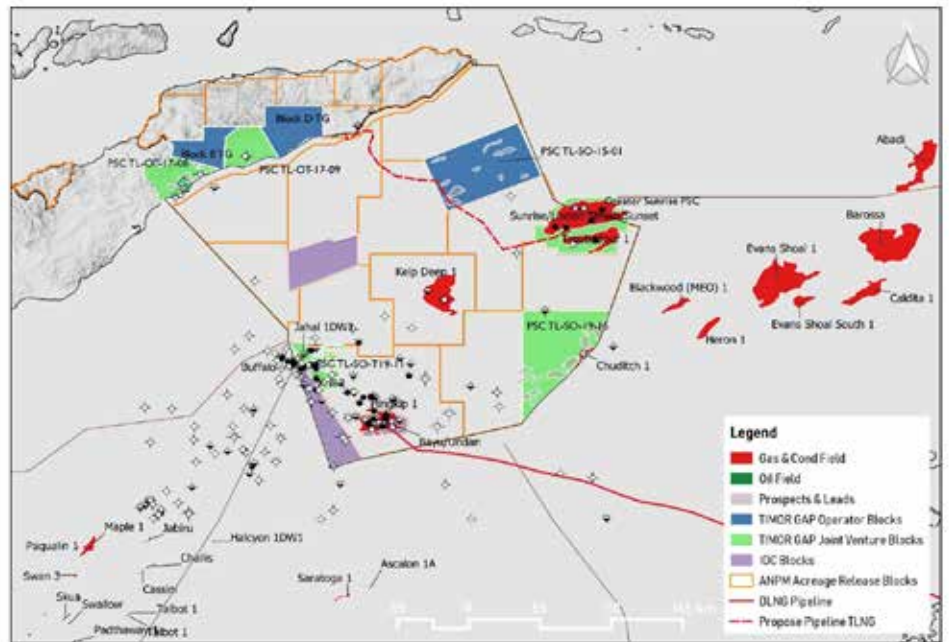 Abadi
Block D TG
Block E TG
PSC TL-SO-15-01
PSC TL-OT-17-08
PSC TL-OT-17-09
Greater Sunrise PSC
Barossa
Evans Shoal 1
Kelp Deep 1
Blackwood (MEO) 1
Caldita 1
Evans Shoal South 1
Heron 1
Jahal 1DW1
PSC TL-SO-19-16
Buffalo
Chuditch 1
Bayu/Undan
Legend
Gas & Cond Field
Oil Field
Prospects & Leads
TIMOR GAP Operator Blocks
TIMOR GAP Joint Venture Blocks
IOC Blocks
ANPM Acreage Release Blocks
DLNG Pipeline
Propose Pipeline TLNG
Maple 1
Jabiru
Paqualin 1
Halcyon 1DW1
Challis
Swan 3
Ascalon 1A
Saratoga 1
Cassini
Skua
Swallow
Talbot 1
Padthaway 1
Talbot 1